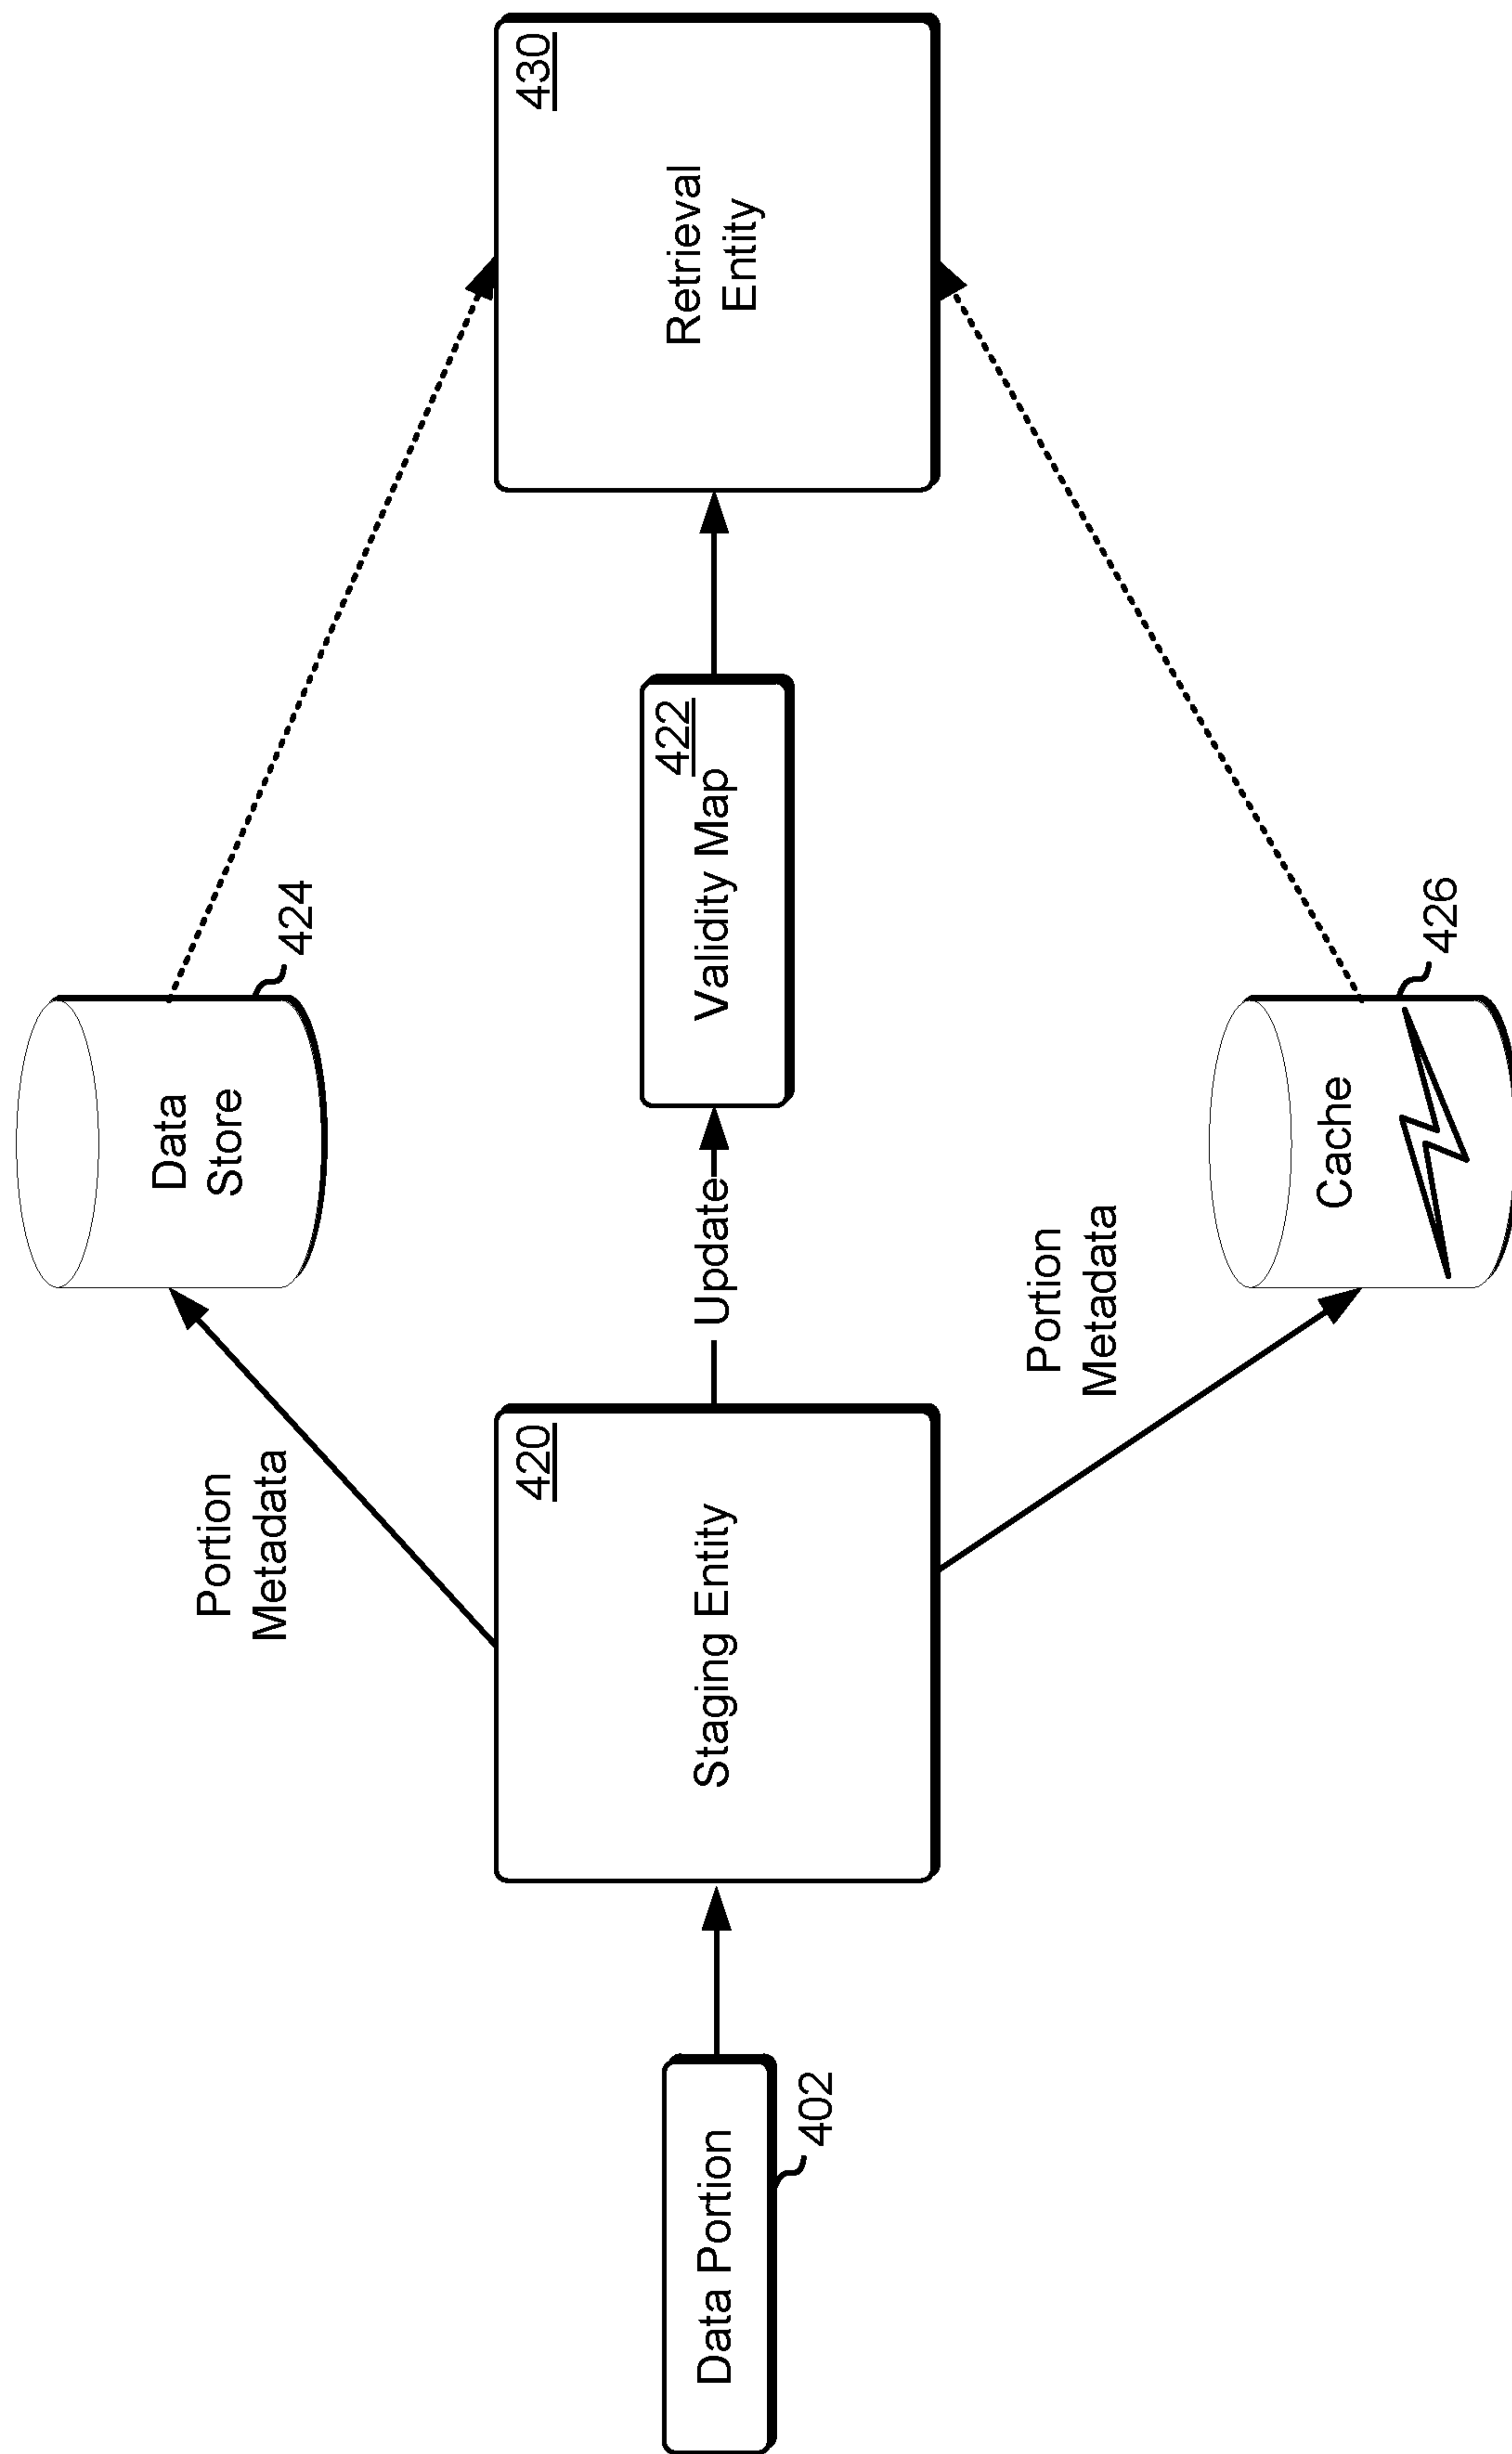 Data
Store
424
Portion
Metadata
Data Portion
402
420
Staging Entity
Update
422
Validity Map
430
Retrieval
Entity
Portion
Metadata
Cache
426